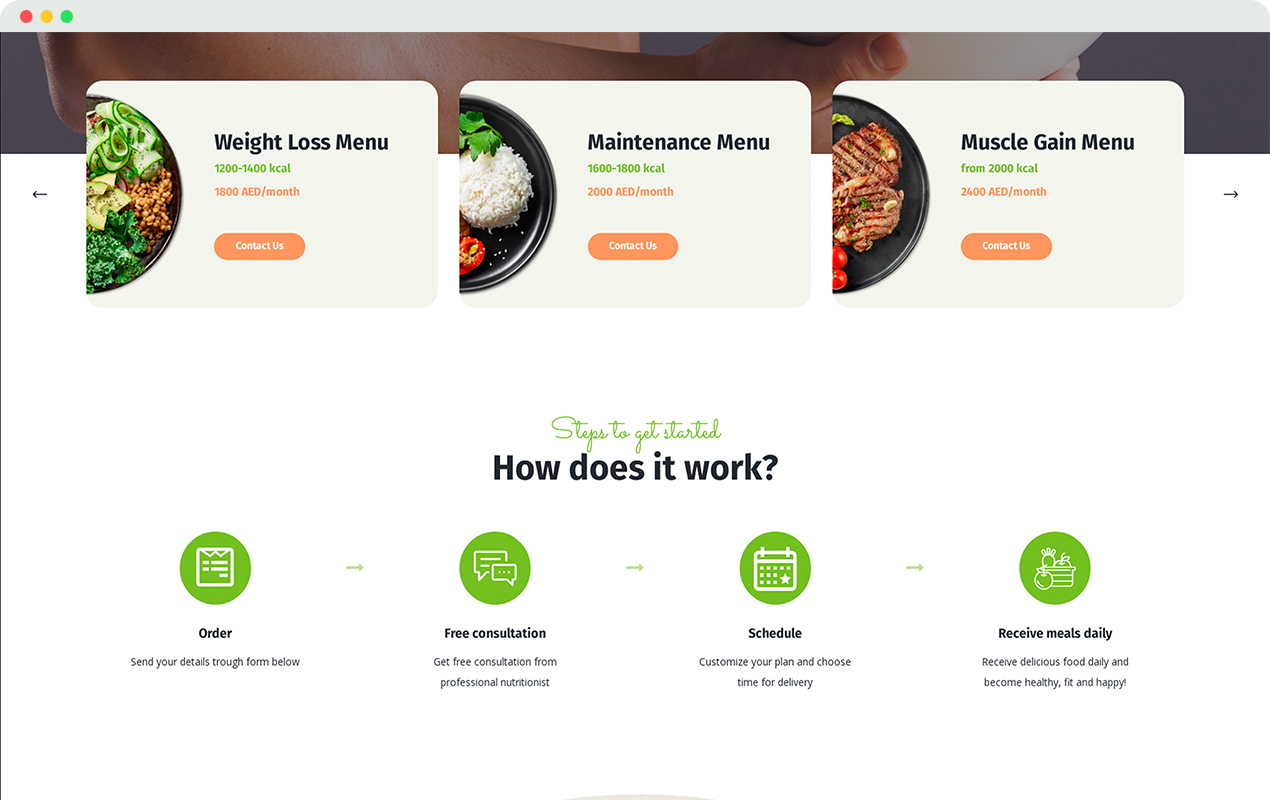 Weight Loss Menu
1200-1400 kcal
1800 AED/month
Contact Us
Maintenance Menu
1600-1800 kcal
2000 AED/month
Contact Us
Muscle Gain Menu
from 2000 kcal
2400 AED/month
Contact Us
Steps to get started
How does it work?
Order
Send your details trough form below
Free consultation
Get free consultation from
professional nutritionist
Schedule
Customize your plan and choose
time for delivery
Receive meals daily
Receive delicious food daily and
become healthy, fit and happy!